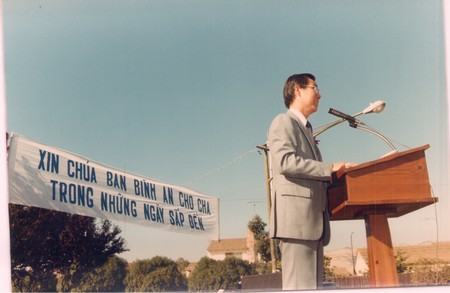 XIN CHÚA BAN BÌNH AN CHO CHA
TRONG NHỮNG NGÀY SẮP ĐẾN